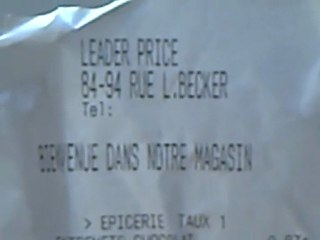 LEADER PRICE
84-94 RUE L.BECKER
Tel:
BIENVENUE DANS NOTRE MAGASIN
> EPICERIE TAUX 1